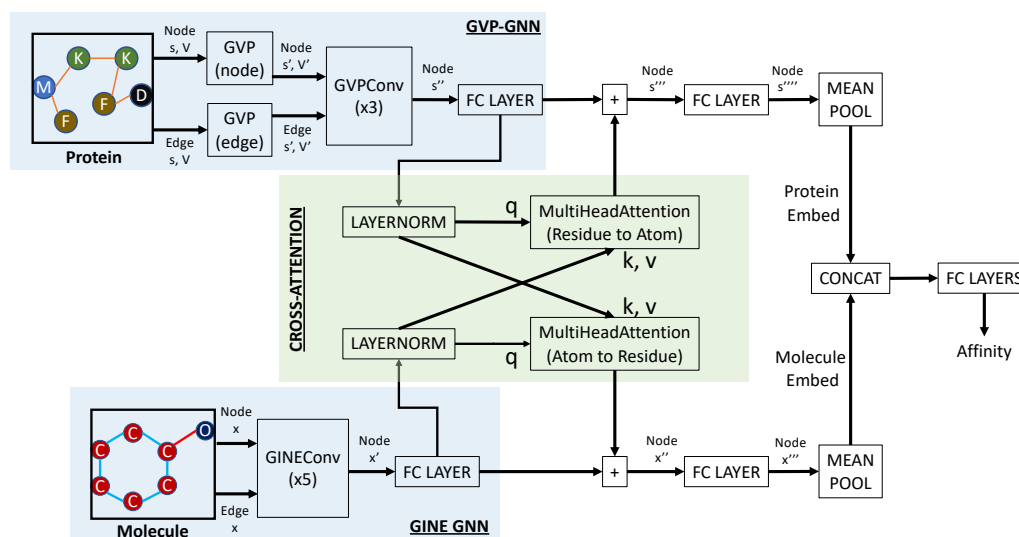 GVP-GNN
Node
s, V
GVP
(node)
Node
s', V'
GVPConv
(x3)
Node
s''
FC LAYER
+
Node
s'''
FC LAYER
Node
s''''
MEAN
POOL
K
K
M
D
F
F
Protein
Edge
s, V
GVP
(edge)
Edge
s', V'
Protein
Embed
CROSS-ATTENTION
LAYERNORM
q
MultiHeadAttention
(Residue to Atom)
k, v
k, v
LAYERNORM
q
MultiHeadAttention
(Atom to Residue)
CONCAT
FC LAYERS
Affinity
Molecule
Embed
C
C
C
C
C
C
O
Molecule
Node
x
Edge
x
GINEConv
(x5)
Node
x'
FC LAYER
GINE GNN
+
Node
x''
FC LAYER
Node
x'''
MEAN
POOL